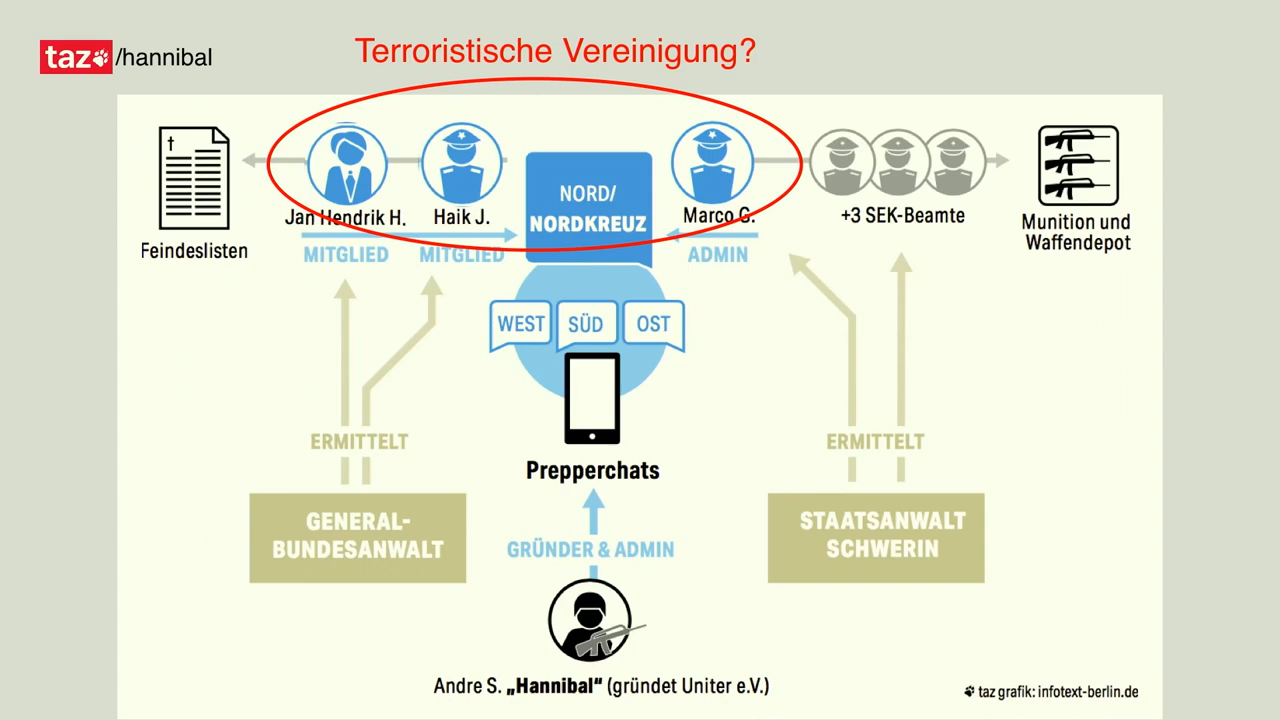 taz/hannibal
Terroristische Vereinigung?
Feindeslisten
Jan Hendrik H.
Haik J.
MITGLIED
MITGLIED
NORD/
NORDKREUZ
Marco G.
ADMIN
+3 SEK-Beamte
Munition und
Waffendepot
WEST
SÜD
OST
Prepperchats
ERMITTELT
ERMITTELT
GENERAL-
BUNDESANWALT
STAATSANWALT
SCHWERIN
GRÜNDER & ADMIN
Andre S. „Hannibal“ (gründet Uniter e.V.)
taz grafik: infotext-berlin.de